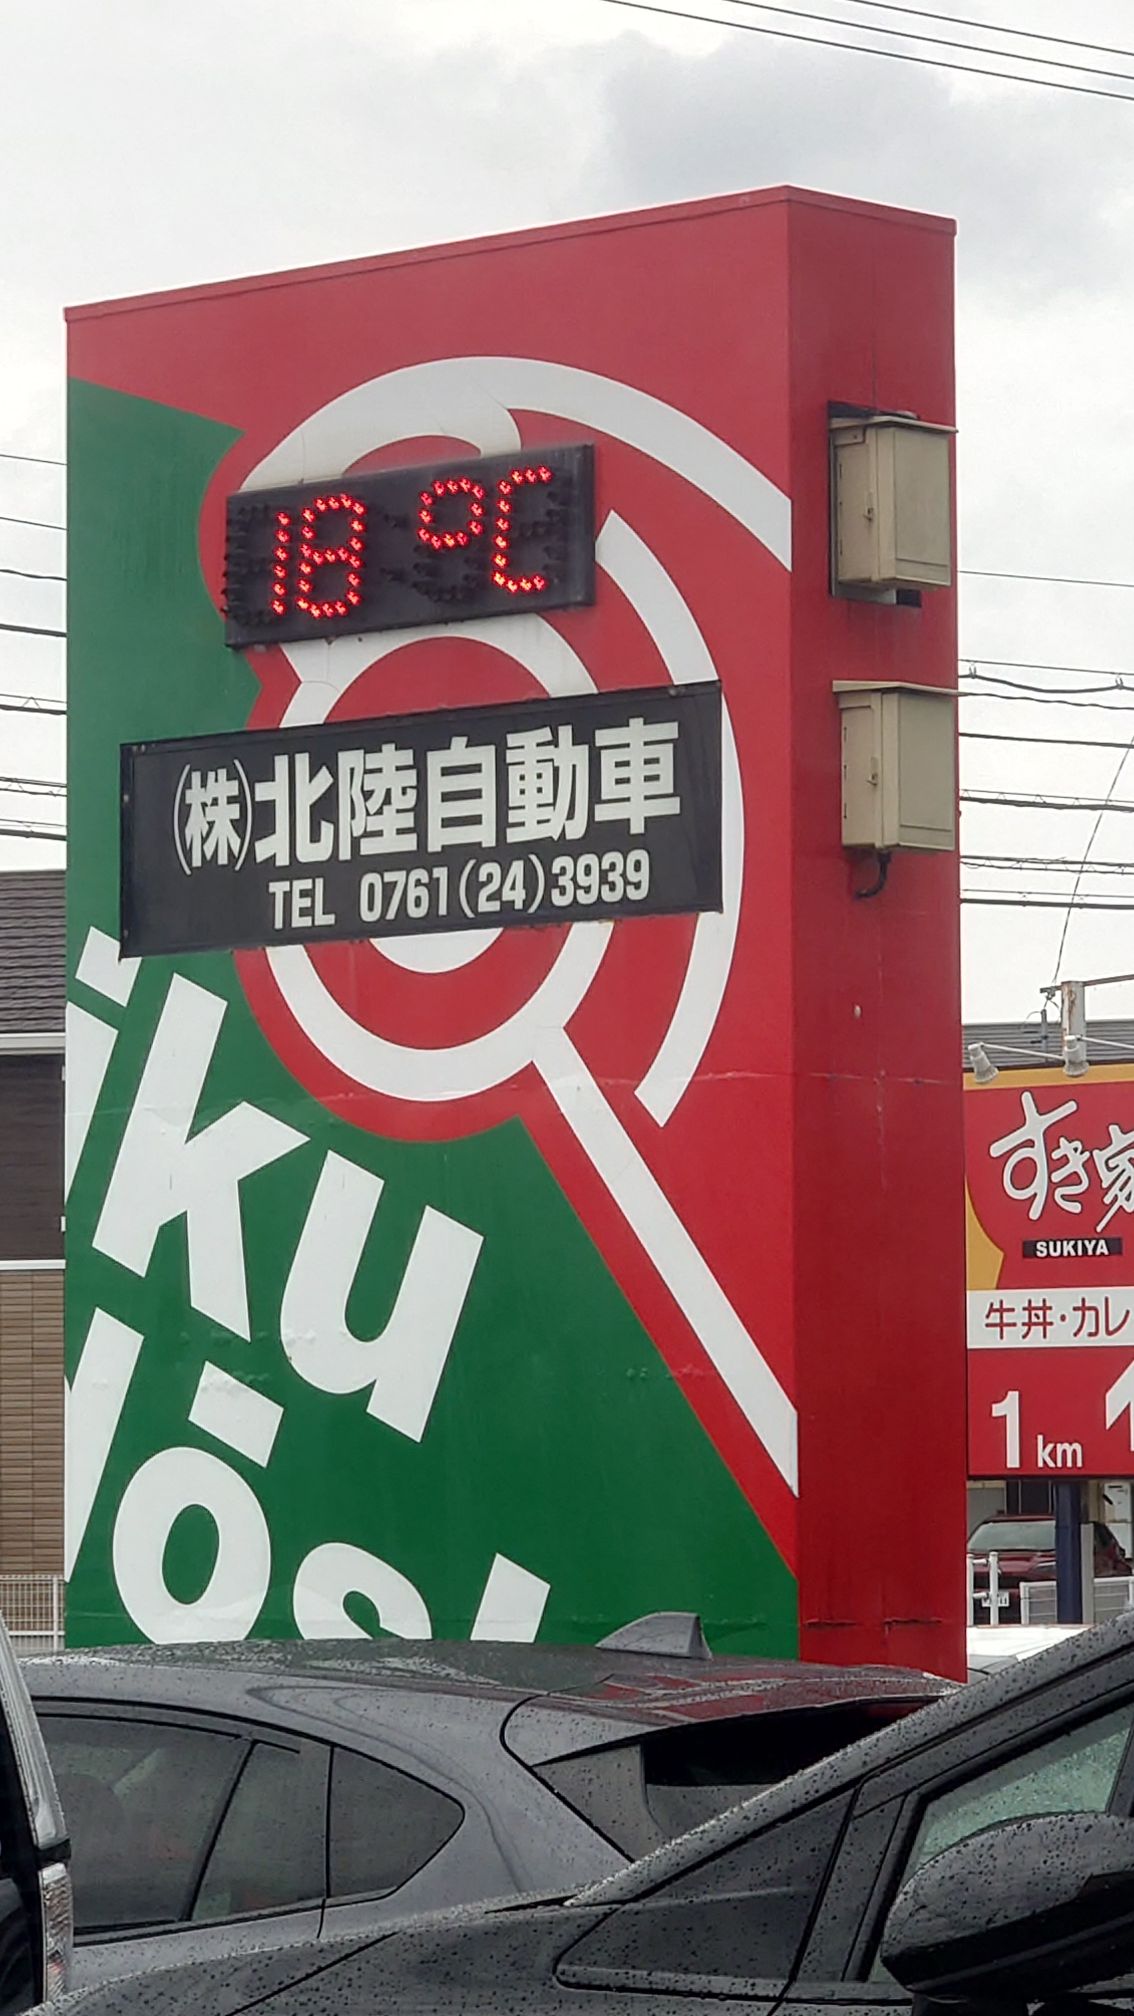 18°C
(株)北陸自動車
TEL 0761(24)3939
iku
jidōsh
すき家
SUKIYA
牛丼・カレ
1km